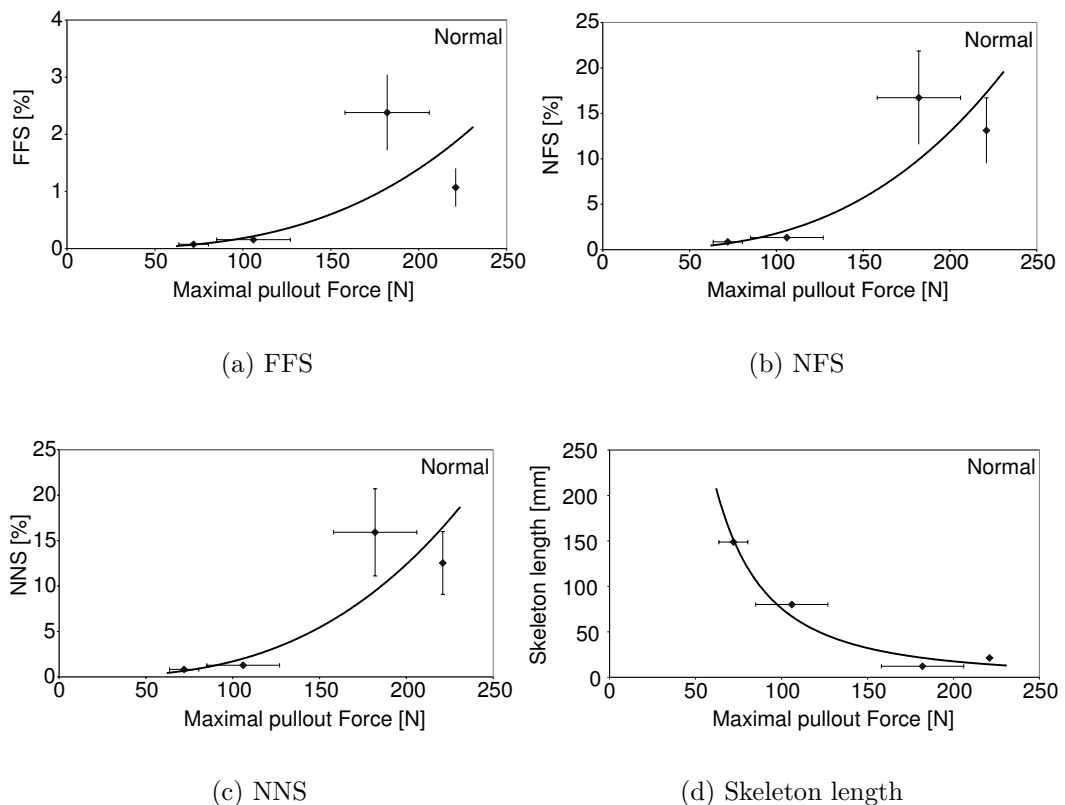 4
3
2
1
0
FFS [%]
Normal
0 50 100 150 200 250
Maximal pullout Force [N]
(a) FFS
25
20
15
10
5
0
NFS [%]
Normal
0 50 100 150 200 250
Maximal pullout Force [N]
(b) NFS
25
20
15
10
5
0
NNS [%]
Normal
0 50 100 150 200 250
Maximal pullout Force [N]
(c) NNS
250
200
150
100
50
0
Skeleton length [mm]
Normal
0 50 100 150 200 250
Maximal pullout Force [N]
(d) Skeleton length